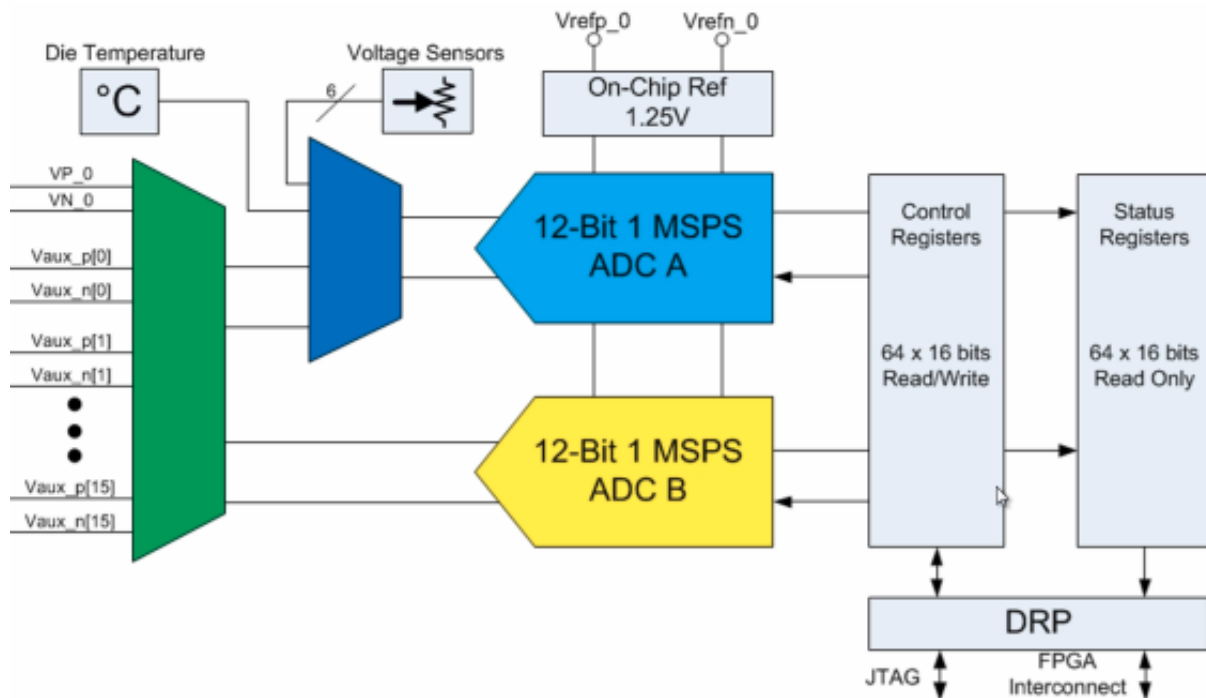 Vrefp_0
Vrefn_0
Die Temperature
Voltage Sensors
°C
6
On-Chip Ref
1.25V
VP_0
VN_0
Vaux_p[0]
Vaux_n[0]
Vaux_p[1]
Vaux_n[1]
Vaux_p[15]
Vaux_n[15]
12-Bit 1 MSPS
ADC A
12-Bit 1 MSPS
ADC B
Control
Registers
64 x 16 bits
Read/Write
Status
Registers
64 x 16 bits
Read Only
DRP
JTAG
FPGA
Interconnect